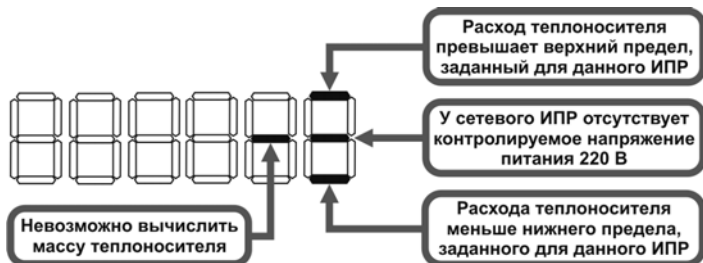 Расход теплоносителя
превышает верхний предел,
заданный для данного ИПР
У сетевого ИПР отсутствует
контролируемое напряжение
питания 220 В
Невозможно вычислить
массу теплоносителя
Расхода теплоносителя
меньше нижнего предела,
заданного для данного ИПР